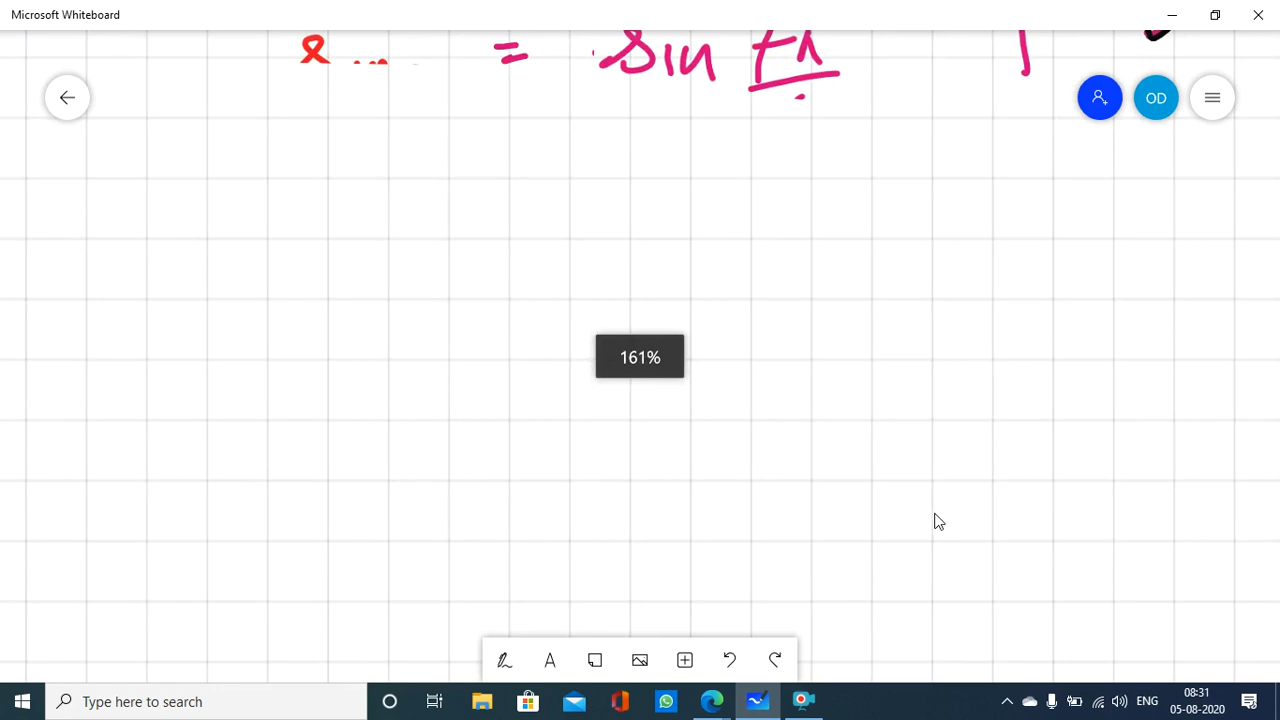 Microsoft Whiteboard
= sin
OD
161%
Type here to search
ENG
08:31
05-08-2020